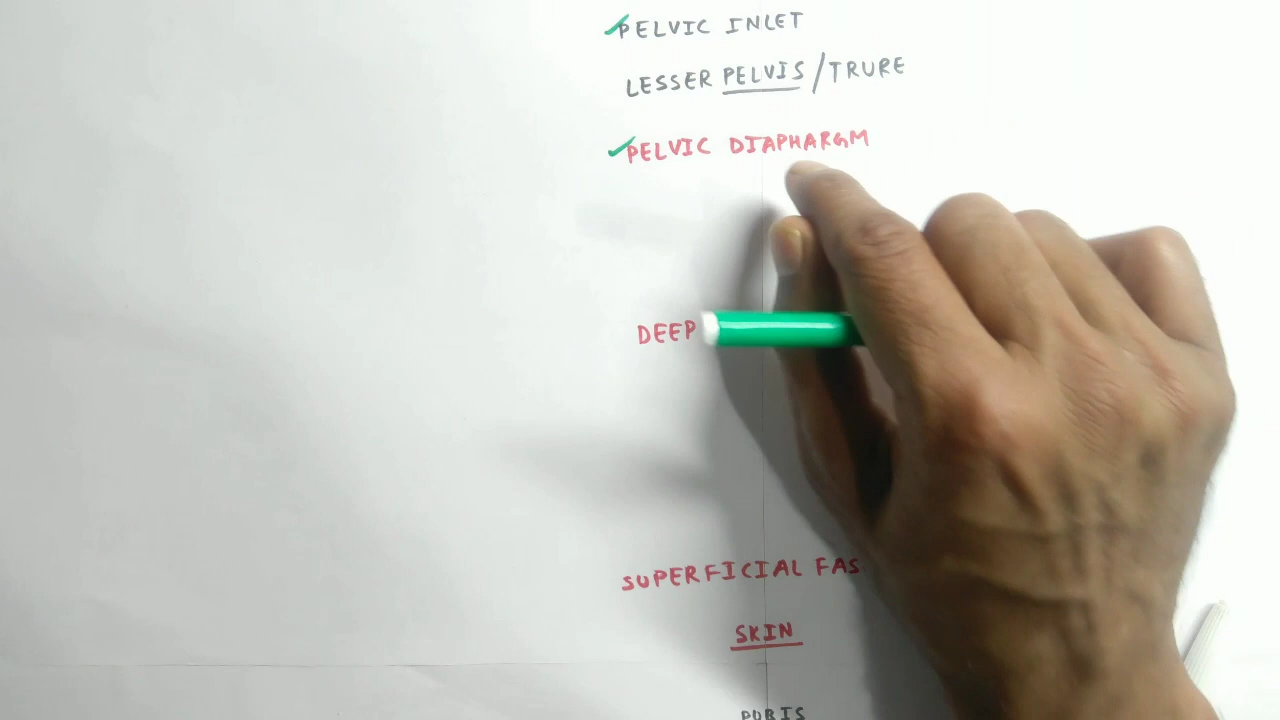 PELVIC INLET
LESSER PELVIS/TRURE
PELVIC DIAPHARGM
DEEP
SUPERFICIAL FAS
SKIN